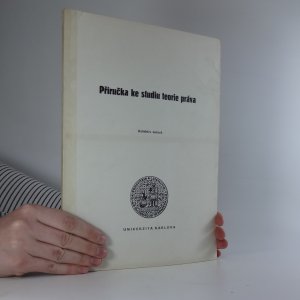 Příručka ke studiu teorie práva
UNIVERZITA KARLOVA